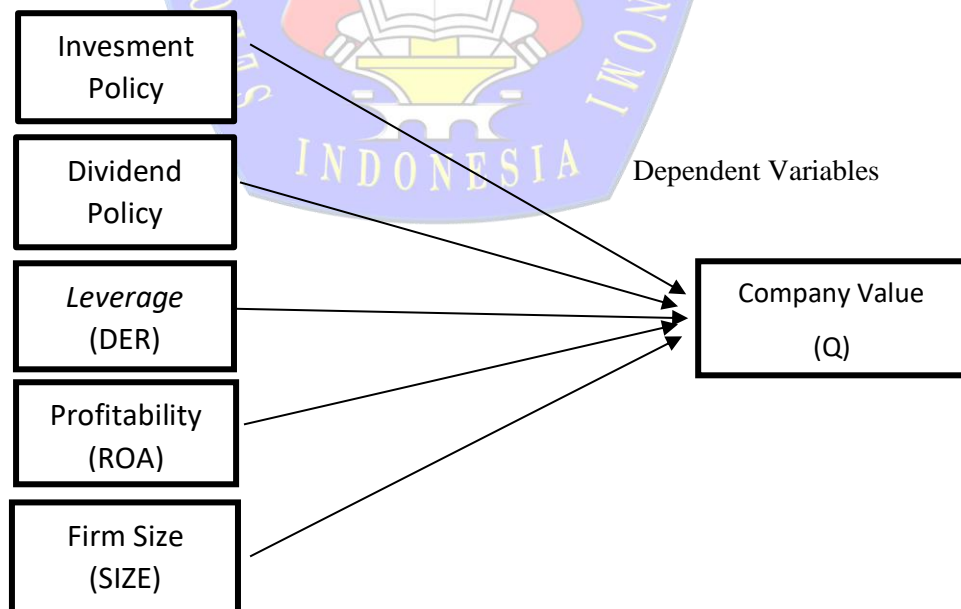 Invesment
Policy
INDONESIA
Dividend
Policy
Dependent Variables
Leverage
(DER)
Company Value
(Q)
Profitability
(ROA)
Firm Size
(SIZE)